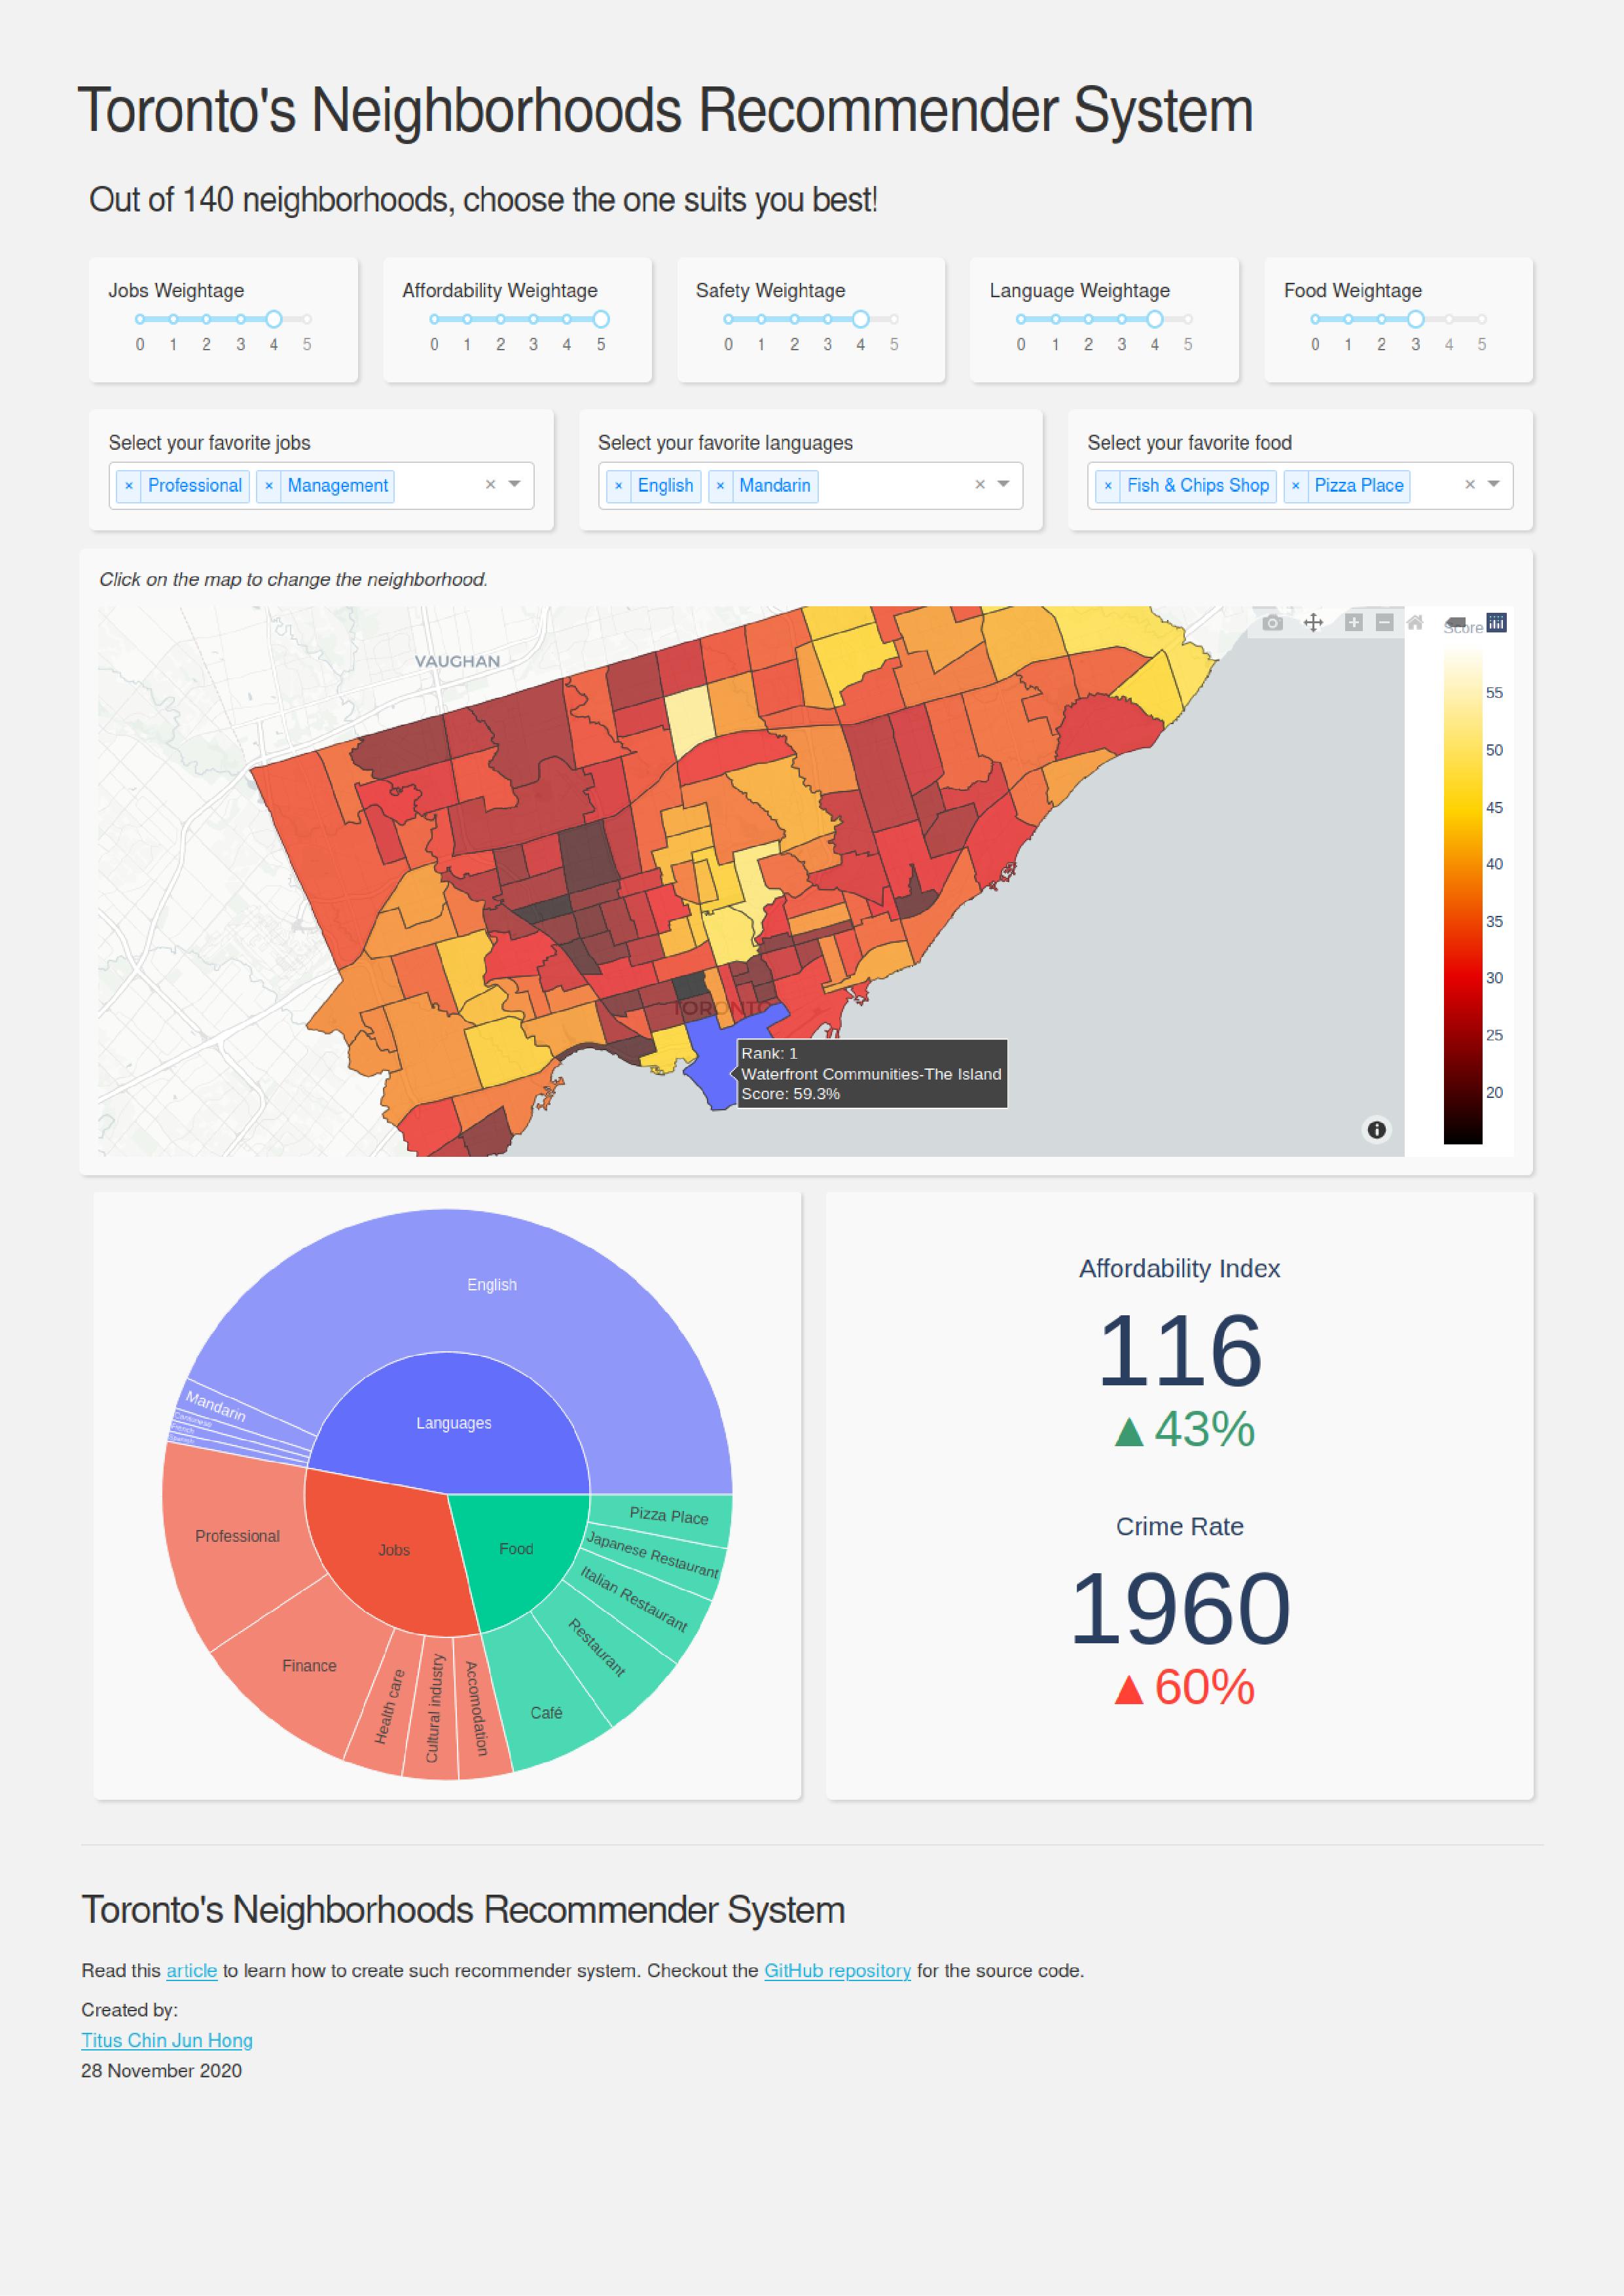 Toronto's Neighborhoods Recommender System
Out of 140 neighborhoods, choose the one suits you best!
Jobs Weightage
0 1 2 3 4 5
Affordability Weightage
0 1 2 3 4 5
Safety Weightage
0 1 2 3 4 5
Language Weightage
0 1 2 3 4 5
Food Weightage
0 1 2 3 4 5
Select your favorite jobs
× Professional × Management ×
Select your favorite languages
× English × Mandarin ×
Select your favorite food
× Fish & Chips Shop × Pizza Place ×
Click on the map to change the neighborhood.
VAUGHAN
TORONTO
Rank: 1
Waterfront Communities-The Island
Score: 59.3%
Score
55
50
45
40
35
30
25
20
English
Mandarin
Cantonese
French
Spanish
Languages
Professional
Jobs
Food
Pizza Place
Japanese Restaurant
Italian Restaurant
Restaurant
Café
Finance
Health care
Cultural industry
Accomodation
Affordability Index
116
▲43%
Crime Rate
1960
▲60%
Toronto's Neighborhoods Recommender System
Read this article to learn how to create such recommender system. Checkout the GitHub repository for the source code.
Created by:
Titus Chin Jun Hong
28 November 2020